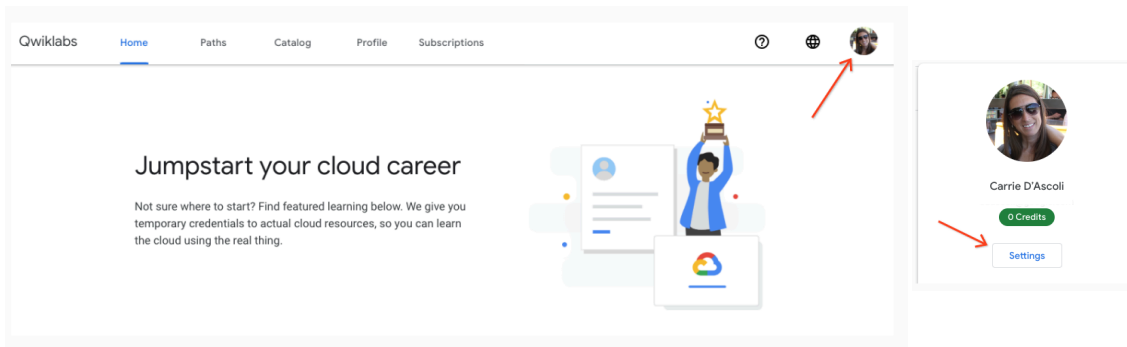 Qwiklabs
Home
Paths
Catalog
Profile
Subscriptions
Jumpstart your cloud career
Not sure where to start? Find featured learning below. We give you
temporary credentials to actual cloud resources, so you can learn
the cloud using the real thing.
Carrie D'Ascoli
0 Credits
Settings